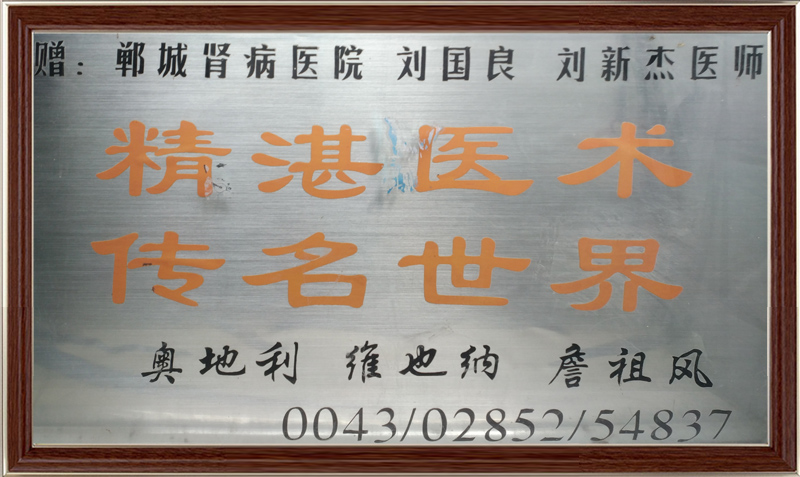 赠：郸城肾病医院 刘国良 刘新杰医师
精湛医术
传名世界
奥地利 维也纳 詹祖风
0043/02852/54837